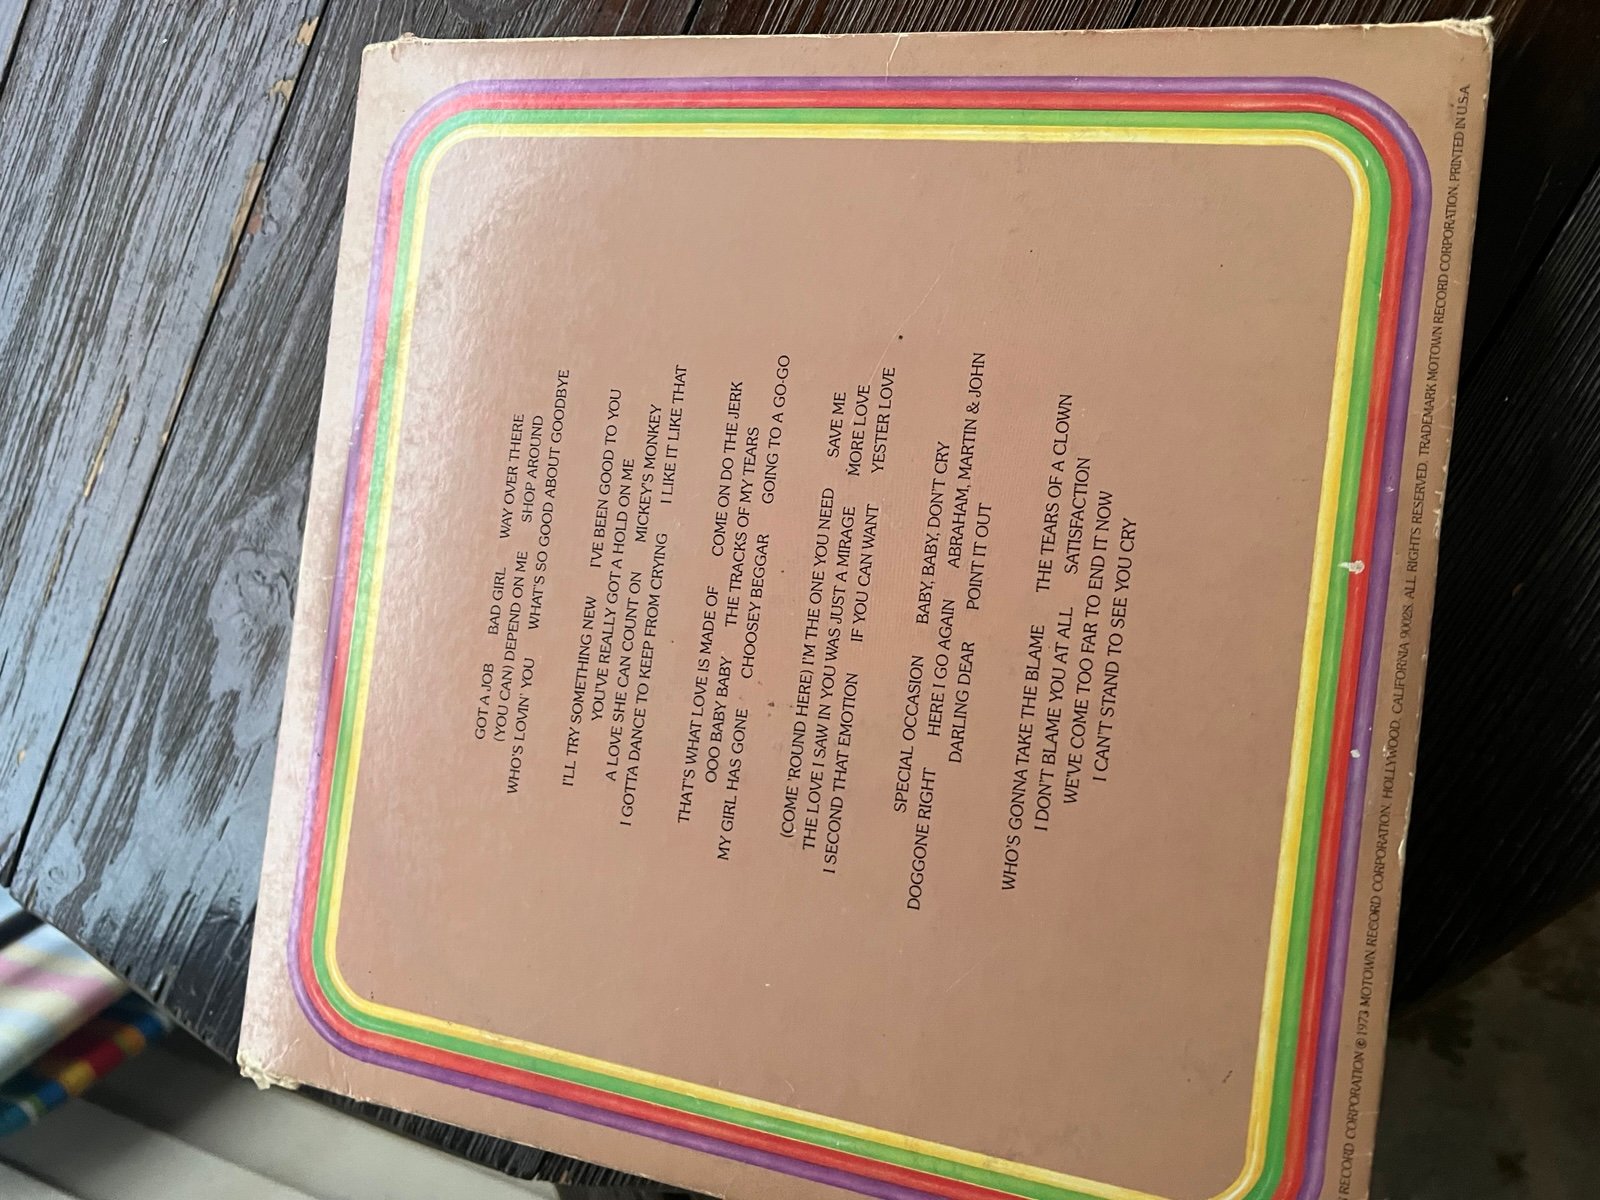 GOT A JOB BAD GIRL WAY OVER THERE
(YOU CAN) DEPEND ON ME SHOP AROUND
WHO'S LOVIN' YOU WHAT'S SO GOOD ABOUT GOODBYE
I'LL TRY SOMETHING NEW I'VE BEEN GOOD TO YOU
YOU'VE REALLY GOT A HOLD ON ME
A LOVE SHE CAN COUNT ON MICKEY'S MONKEY
I GOTTA DANCE TO KEEP FROM CRYING I LIKE IT LIKE THAT
THAT'S WHAT LOVE IS MADE OF COME ON DO THE JERK
OOO BABY BABY THE TRACKS OF MY TEARS
MY GIRL HAS GONE CHOOSEY BEGGAR GOING TO A GO-GO
(COME 'ROUND HERE) I'M THE ONE YOU NEED SAVE ME
THE LOVE I SAW IN YOU WAS JUST A MIRAGE MORE LOVE
I SECOND THAT EMOTION IF YOU CAN WANT YESTER LOVE
SPECIAL OCCASION BABY, BABY, DON'T CRY
DOGGONE RIGHT HERE I GO AGAIN ABRAHAM, MARTIN & JOHN
DARLING DEAR POINT IT OUT
WHO'S GONNA TAKE THE BLAME THE TEARS OF A CLOWN
I DON'T BLAME YOU AT ALL SATISFACTION
WE'VE COME TOO FAR TO END IT NOW
I CAN'T STAND TO SEE YOU CRY
RECORD CORPORATION © 1973 MOTOWN RECORD CORPORATION, HOLLYWOOD, CALIFORNIA 90028. ALL RIGHTS RESERVED. TRADEMARK MOTOWN RECORD CORPORATION. PRINTED IN U.S.A.